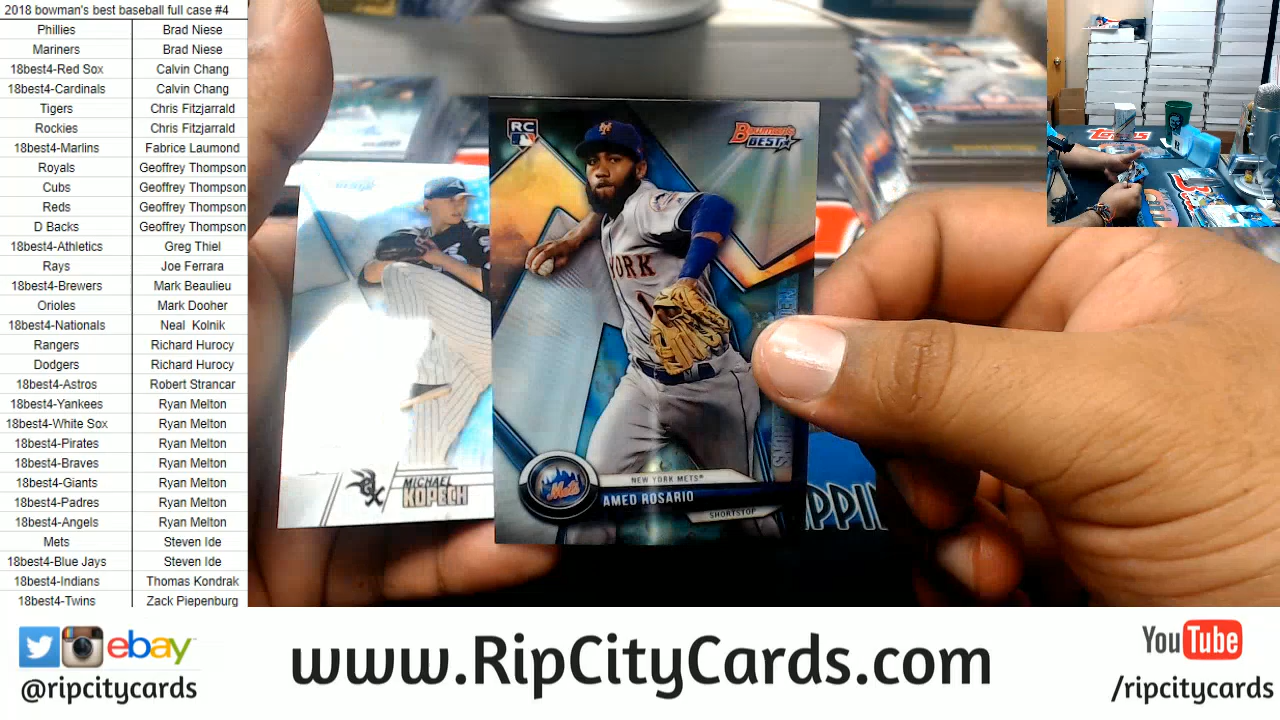 2018 bowman's best baseball full case #4
Phillies Brad Niese
Mariners Brad Niese
18best4-Red Sox Calvin Chang
18best4-Cardinals Calvin Chang
Tigers Chris Fitzjarrald
Rockies Chris Fitzjarrald
18best4-Marlins Fabrice Laumond
Royals Geoffrey Thompson
Cubs Geoffrey Thompson
Reds Geoffrey Thompson
D Backs Geoffrey Thompson
18best4-Athletics Greg Thiel
Rays Joe Ferrara
18best4-Brewers Mark Beaulieu
Orioles Mark Dooher
18best4-Nationals Neal Kolnik
Rangers Richard Hurocy
Dodgers Richard Hurocy
18best4-Astros Robert Strancar
18best4-Yankees Ryan Melton
18best4-White Sox Ryan Melton
18best4-Pirates Ryan Melton
18best4-Braves Ryan Melton
18best4-Giants Ryan Melton
18best4-Padres Ryan Melton
18best4-Angels Ryan Melton
Mets Steven Ide
18best4-Blue Jays Steven Ide
18best4-Indians Thomas Kondrak
18best4-Twins Zack Piepenburg
RC
Bowman's
BEST
YORK
Mets
NEW YORK METS
AMED ROSARIO
SHORTSTOP
MICHAEL
KOPECH
TOPPS
ebay
@ripcitycards
www.RipCityCards.com
YouTube
/ripcitycards